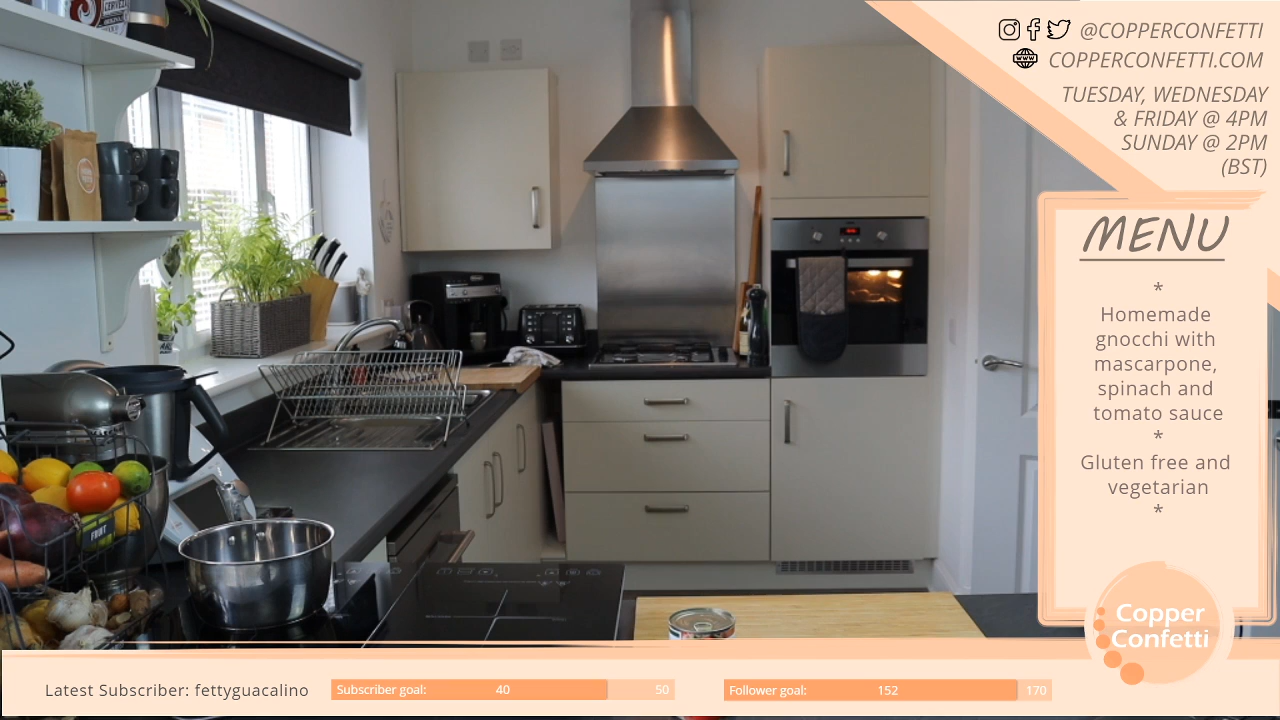 @COPPERCONFETTI
COPPERCONFETTI.COM
TUESDAY, WEDNESDAY
& FRIDAY @ 4PM
SUNDAY @ 2PM
(BST)
MENU
*
Homemade
gnocchi with
mascarpone,
spinach and
tomato sauce
*
Gluten free and
vegetarian
*
FRUIT
Copper
Confetti
Latest Subscriber: fettyguacalino
Subscriber goal: 40 50
Follower goal: 152 170